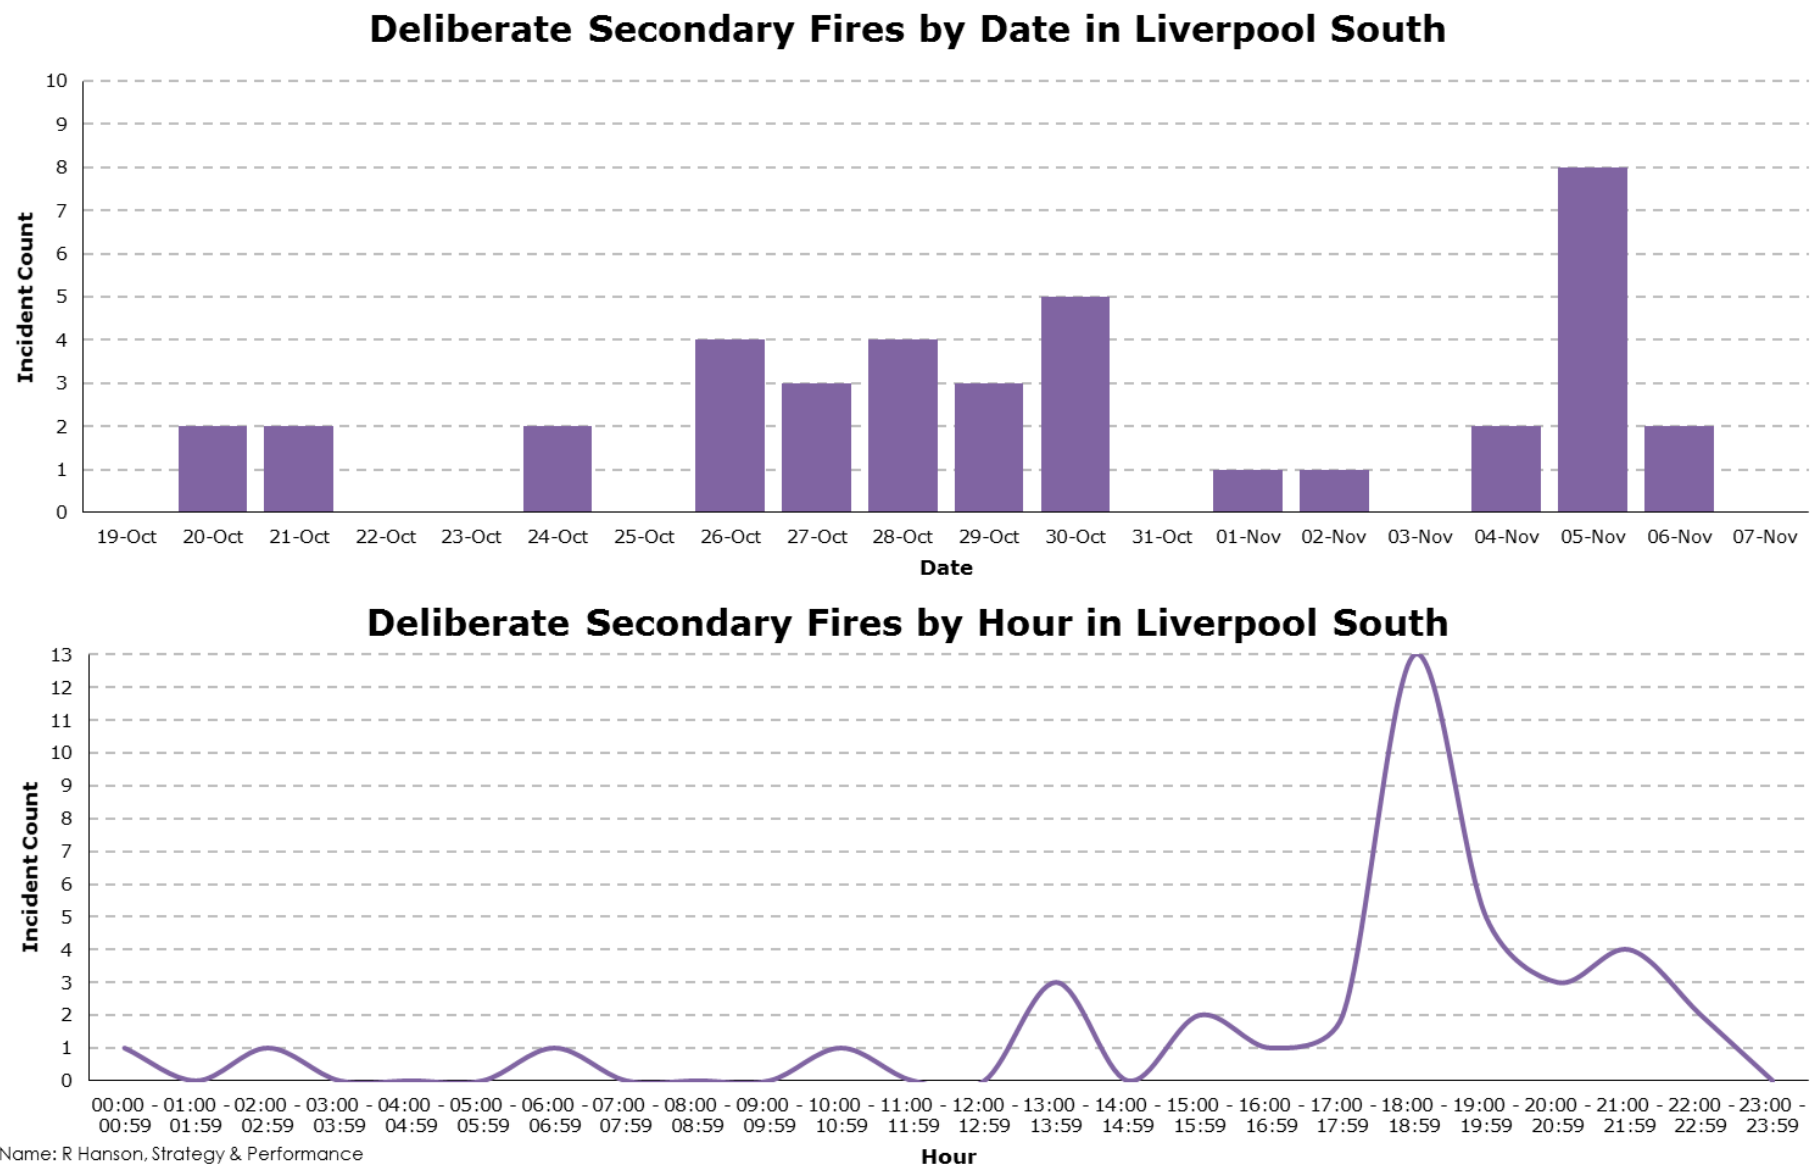 Deliberate Secondary Fires by Date in Liverpool South
10
9
8
7
6
5
4
3
2
1
0
Incident Count
19-Oct 20-Oct 21-Oct 22-Oct 23-Oct 24-Oct 25-Oct 26-Oct 27-Oct 28-Oct 29-Oct 30-Oct 31-Oct 01-Nov 02-Nov 03-Nov 04-Nov 05-Nov 06-Nov 07-Nov
Date
Deliberate Secondary Fires by Hour in Liverpool South
13
12
11
10
9
8
7
6
5
4
3
2
1
0
Incident Count
00:00 - 01:00 - 02:00 - 03:00 - 04:00 - 05:00 - 06:00 - 07:00 - 08:00 - 09:00 - 10:00 - 11:00 - 12:00 - 13:00 - 14:00 - 15:00 - 16:00 - 17:00 - 18:00 - 19:00 - 20:00 - 21:00 - 22:00 - 23:00 -
00:59 01:59 02:59 03:59 04:59 05:59 06:59 07:59 08:59 09:59 10:59 11:59 12:59 13:59 14:59 15:59 16:59 17:59 18:59 19:59 20:59 21:59 22:59 23:59
Name: R Hanson, Strategy & Performance
Hour